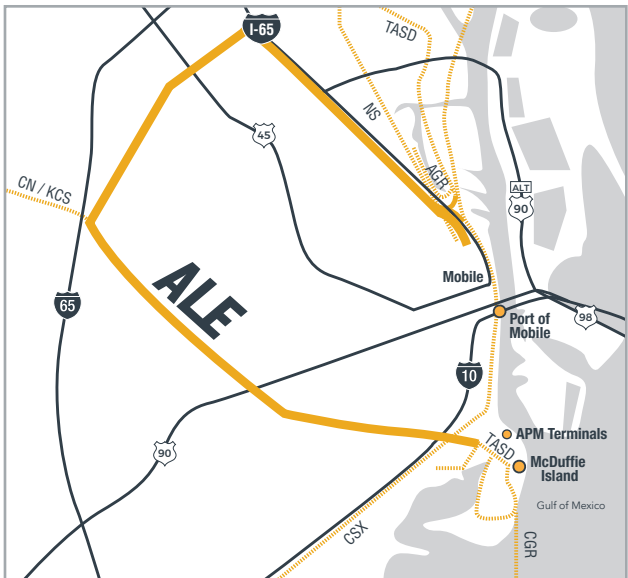 I-65
TASD
45
NS
AGR
CN / KCS
ALT
90
65
ALE
Mobile
Port of
Mobile
98
10
90
APM Terminals
TASD
McDuffie
Island
Gulf of Mexico
CSX
CGR